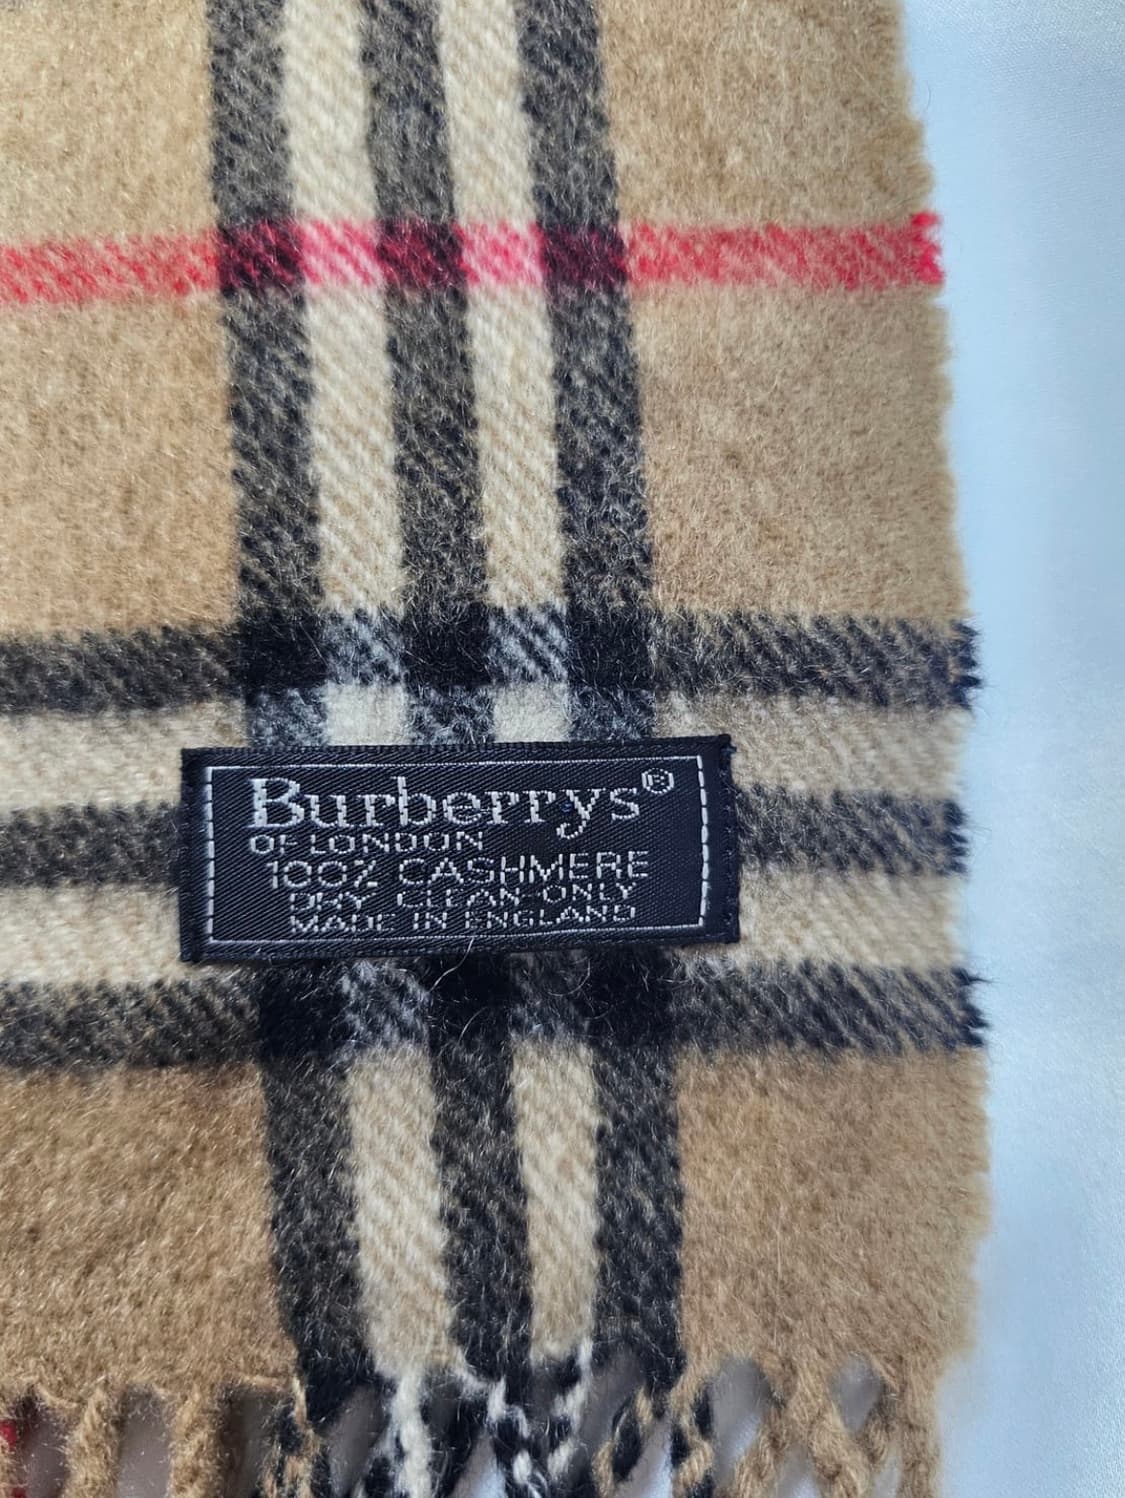 Burberrys®
OF LONDON
100% CASHMERE
DRY CLEAN ONLY
MADE IN ENGLAND